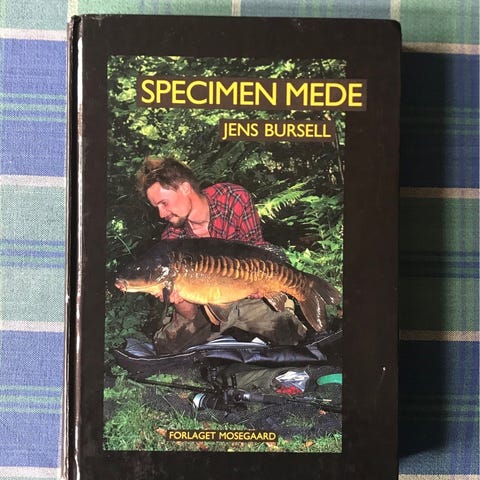 SPECIMEN MEDE
JENS BURSELL
FORLAGET MOSEGAARD